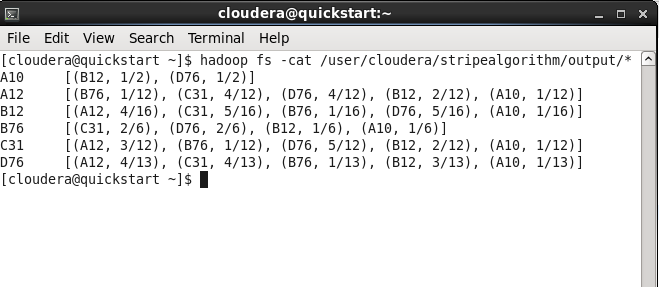 cloudera@quickstart:~
File Edit View Search Terminal Help
[cloudera@quickstart ~]$ hadoop fs -cat /user/cloudera/stripealgorithm/output/*
A10 [(B12, 1/2), (D76, 1/2)]
A12 [(B76, 1/12), (C31, 4/12), (D76, 4/12), (B12, 2/12), (A10, 1/12)]
B12 [(A12, 4/16), (C31, 5/16), (B76, 1/16), (D76, 5/16), (A10, 1/16)]
B76 [(C31, 2/6), (D76, 2/6), (B12, 1/6), (A10, 1/6)]
C31 [(A12, 3/12), (B76, 1/12), (D76, 5/12), (B12, 2/12), (A10, 1/12)]
D76 [(A12, 4/13), (C31, 4/13), (B76, 1/13), (B12, 3/13), (A10, 1/13)]
[cloudera@quickstart ~]$